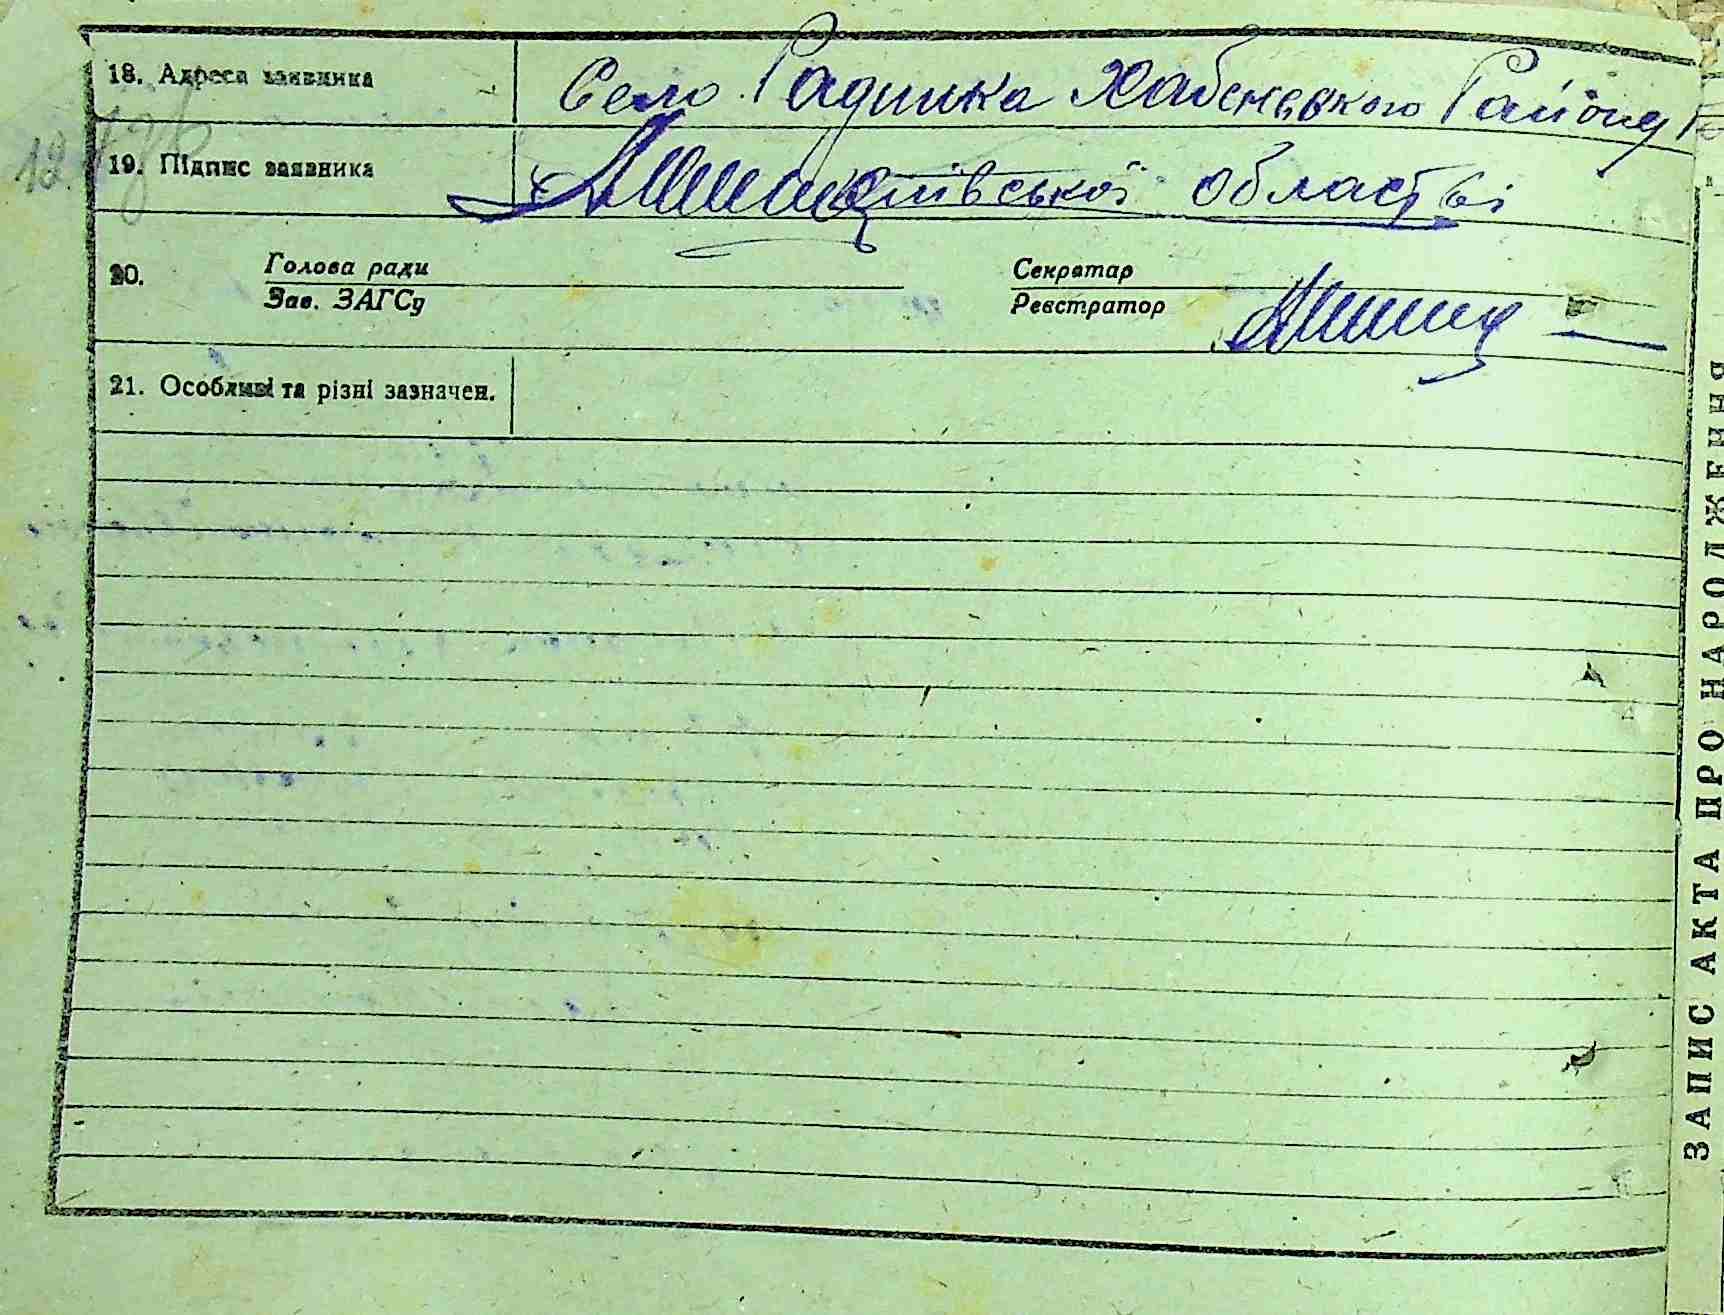 18. Адреса заявника Село Радинка Хабенського Району
19. Підпис заявника Київської області
20. Голова ради Секретар
Зав. ЗАГСу Реєстратор
21. Особливі та різні зазначен.
ЗАПИС АКТА ПРО НАРОДЖЕННЯ